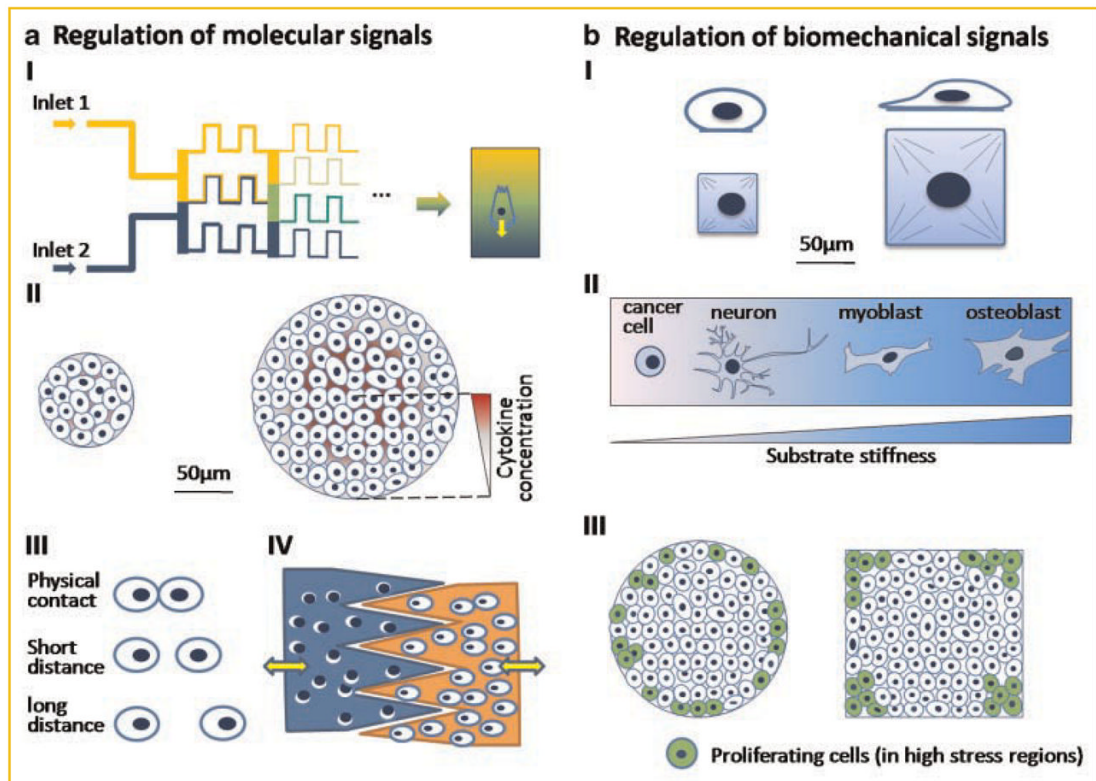 a Regulation of molecular signals
I
Inlet 1
Inlet 2
...
II
50μm
Cytokine
concentration
III
Physical
contact
Short
distance
long
distance
IV
b Regulation of biomechanical signals
I
50μm
II
cancer
cell
neuron
myoblast
osteoblast
Substrate stiffness
III
Proliferating cells (in high stress regions)